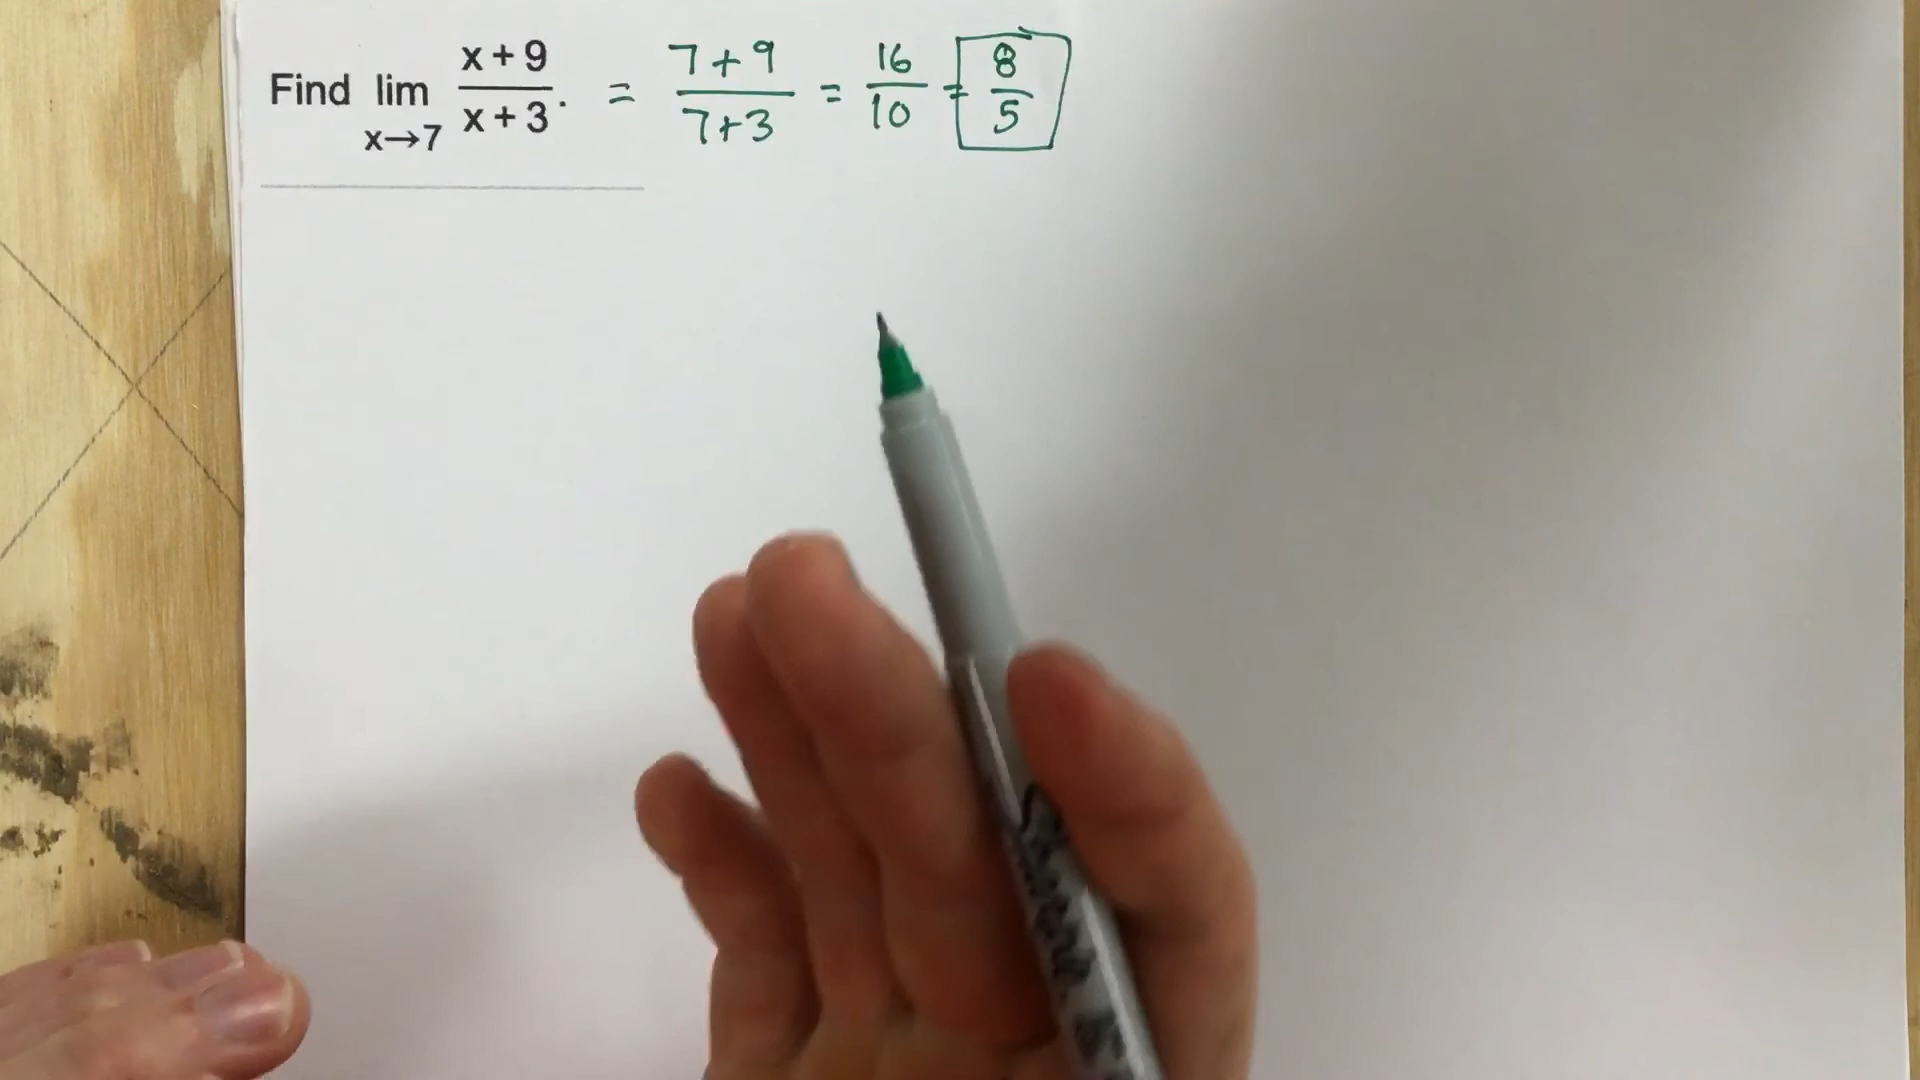 Find lim x→7 (x + 9)/(x + 3). = (7 + 9)/(7 + 3) = 16/10 = 8/5